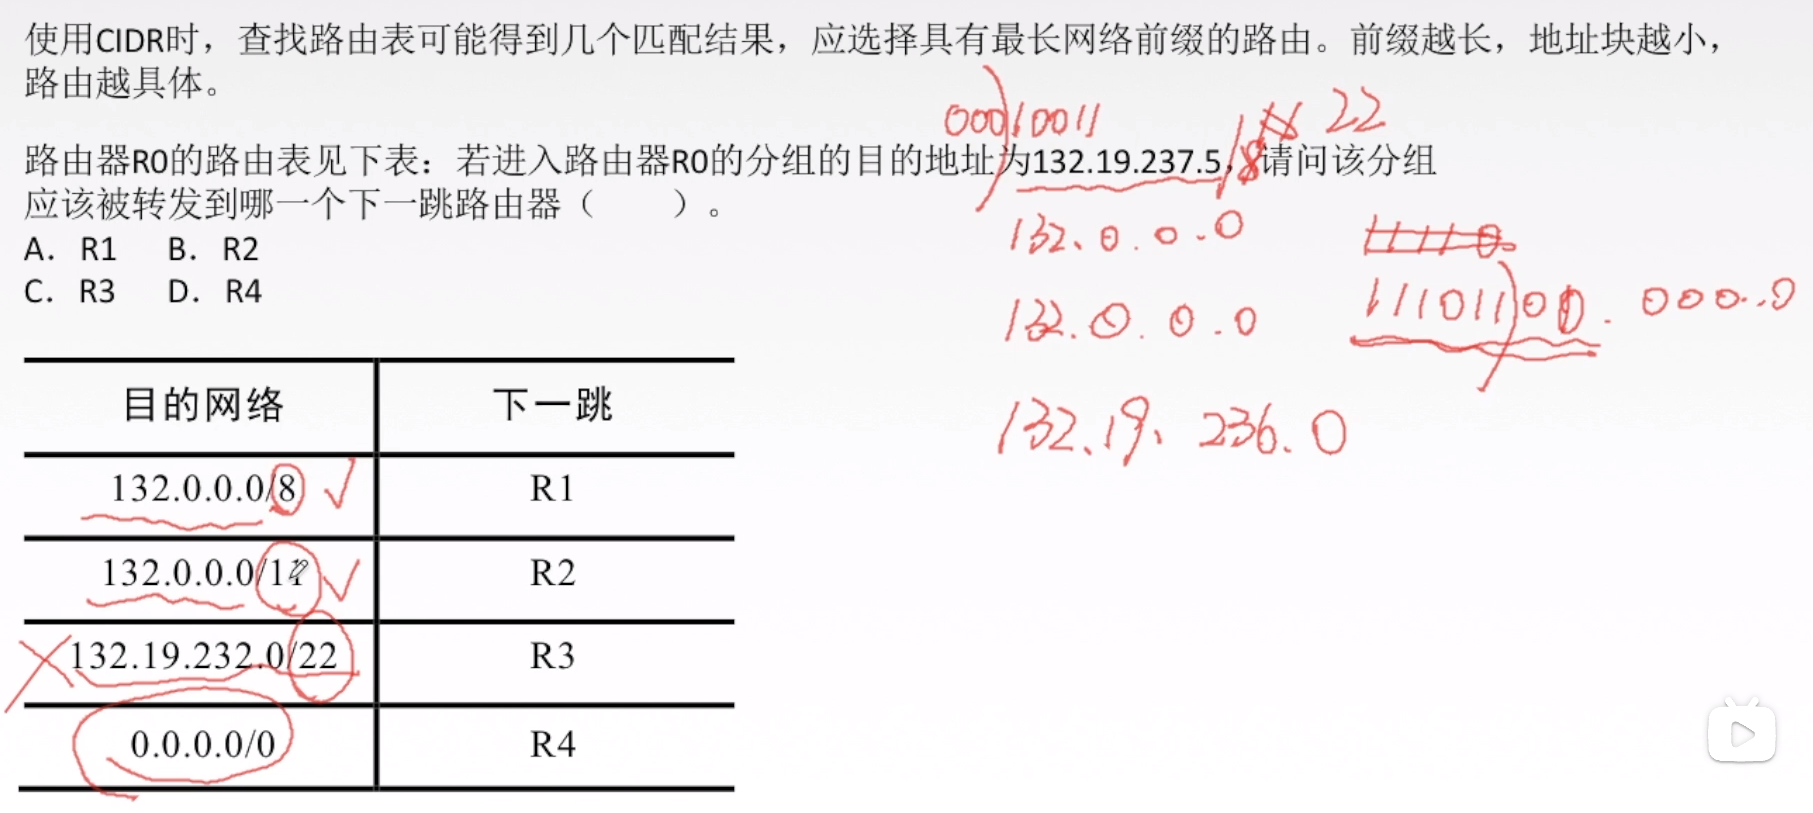 使用CIDR时，查找路由表可能得到几个匹配结果，应选择具有最长网络前缀的路由。前缀越长，地址块越小，
路由越具体。
00010011
22
路由器R0的路由表见下表：若进入路由器R0的分组的目的地址为132.19.237.5，请问该分组
应该被转发到哪一个下一跳路由器（ ）。
132.0.0.0
A. R1 B. R2
C. R3 D. R4
132.0.0.0
11101100.000..0
132.19.236.0
目的网络 下一跳
132.0.0.0/8 R1
132.0.0.0/11 R2
132.19.232.0/22 R3
0.0.0.0/0 R4